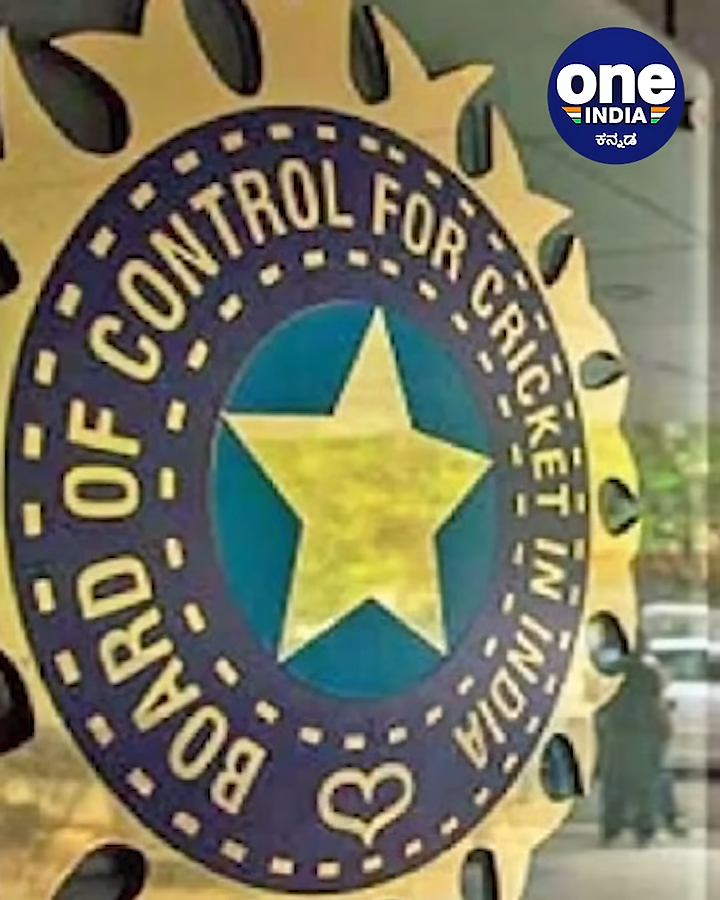 BOARD OF CONTROL FOR CRICKET IN INDIA
one
INDIA
ಕನ್ನಡ